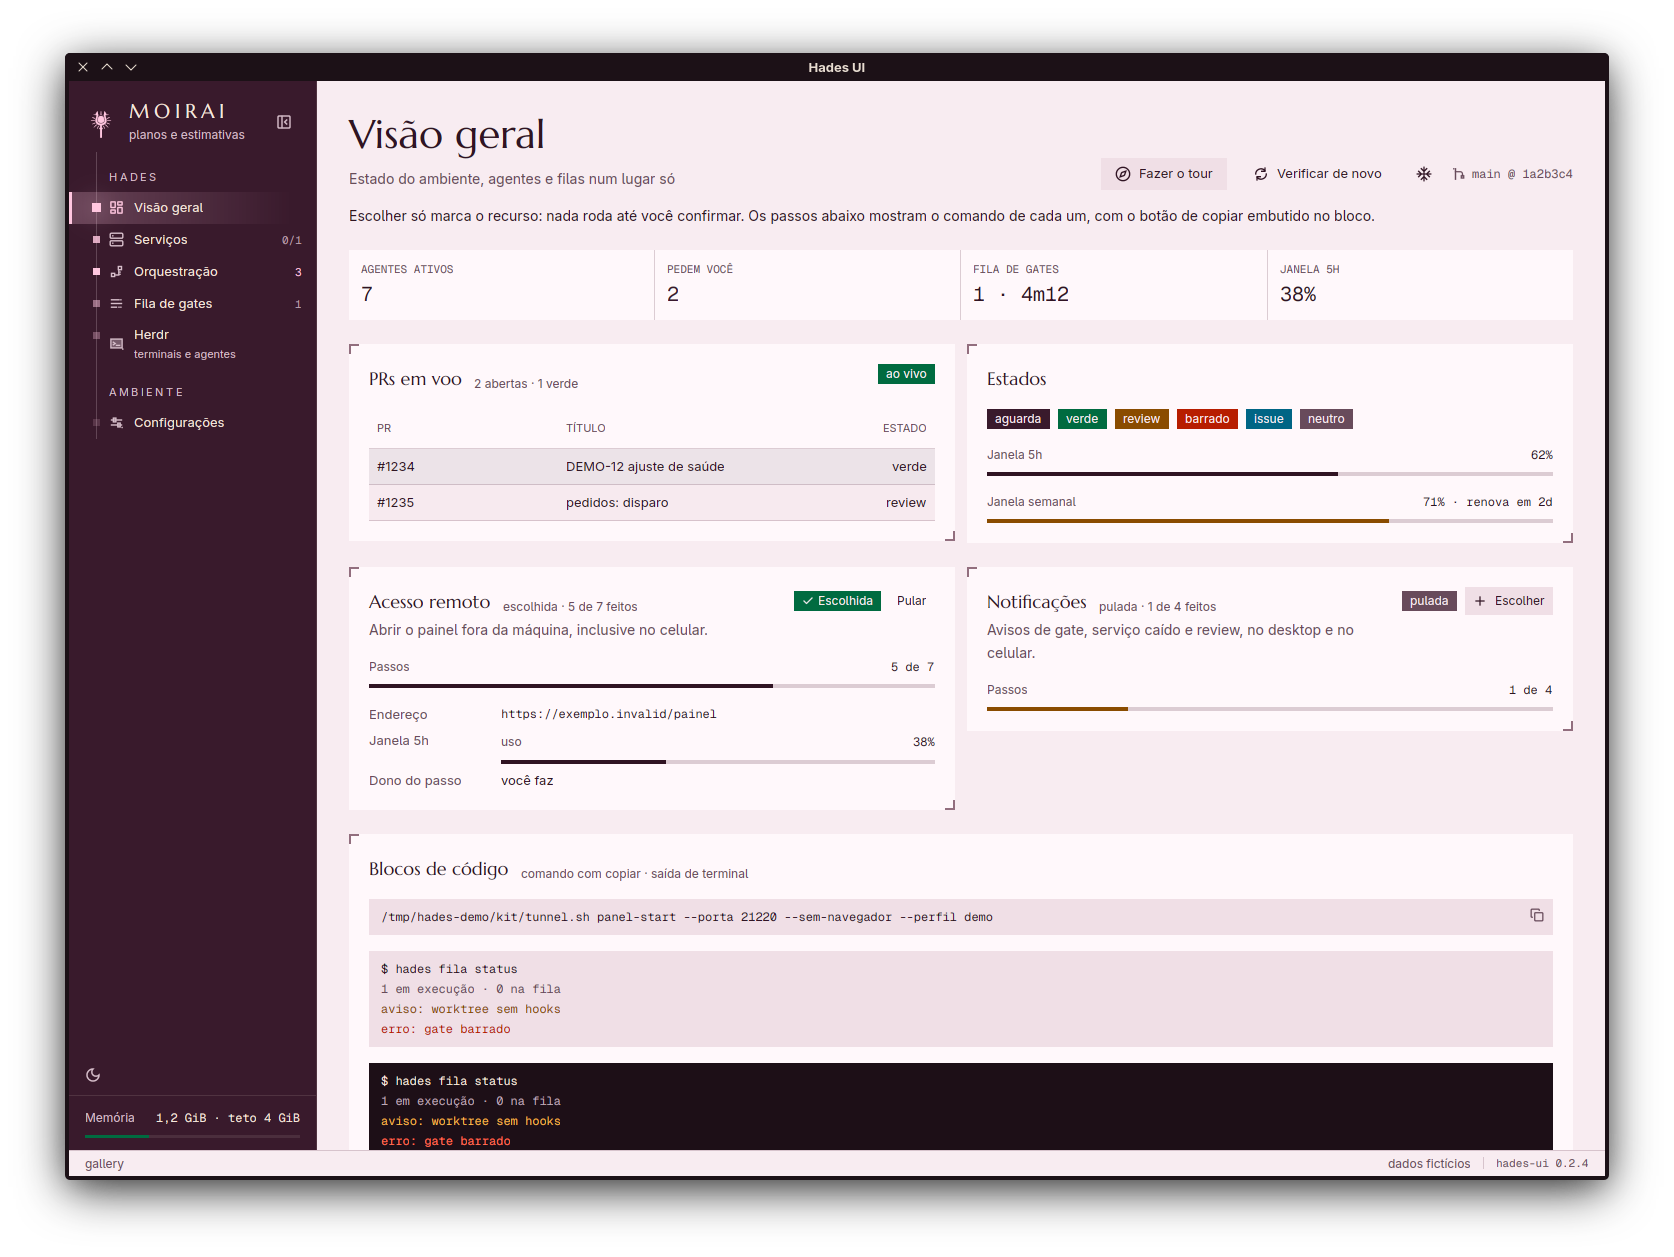 Hades UI
MOIRAI
planos e estimativas
HADES
Visão geral
Serviços 0/1
Orquestração 3
Fila de gates 1
Herdr
terminais e agentes
AMBIENTE
Configurações
Memória 1,2 GiB · teto 4 GiB
Visão geral
Estado do ambiente, agentes e filas num lugar só
Fazer o tour
Verificar de novo
main @ 1a2b3c4
Escolher só marca o recurso: nada roda até você confirmar. Os passos abaixo mostram o comando de cada um, com o botão de copiar embutido no bloco.
AGENTES ATIVOS
7
PEDEM VOCÊ
2
FILA DE GATES
1 · 4m12
JANELA 5H
38%
PRs em voo 2 abertas · 1 verde ao vivo
PR TÍTULO ESTADO
#1234 DEMO-12 ajuste de saúde verde
#1235 pedidos: disparo review
Estados
aguarda verde review barrado issue neutro
Janela 5h 62%
Janela semanal 71% · renova em 2d
Acesso remoto escolhida · 5 de 7 feitos Escolhida Pular
Abrir o painel fora da máquina, inclusive no celular.
Passos 5 de 7
Endereço https://exemplo.invalid/painel
Janela 5h uso 38%
Dono do passo você faz
Notificações pulada · 1 de 4 feitos pulada Escolher
Avisos de gate, serviço caído e review, no desktop e no
celular.
Passos 1 de 4
Blocos de código comando com copiar · saída de terminal
/tmp/hades-demo/kit/tunnel.sh panel-start --porta 21220 --sem-navegador --perfil demo
$ hades fila status
1 em execução · 0 na fila
aviso: worktree sem hooks
erro: gate barrado
$ hades fila status
1 em execução · 0 na fila
aviso: worktree sem hooks
erro: gate barrado
gallery
dados fictícios
hades-ui 0.2.4